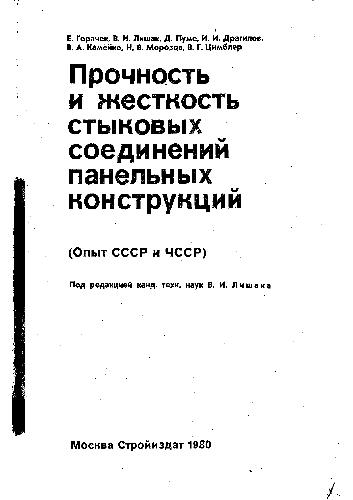 Е. Горачек, В. И. Лишак, Д. Пуме, И. И. Драгилев,
В. А. Камейко, Н. В. Морозов, В. Г. Цимблер
Прочность
и жесткость
стыковых
соединений
панельных
конструкций
(Опыт СССР и ЧССР)
Под редакцией канд. техн. наук В. И. Лишака
Москва Стройиздат 1980